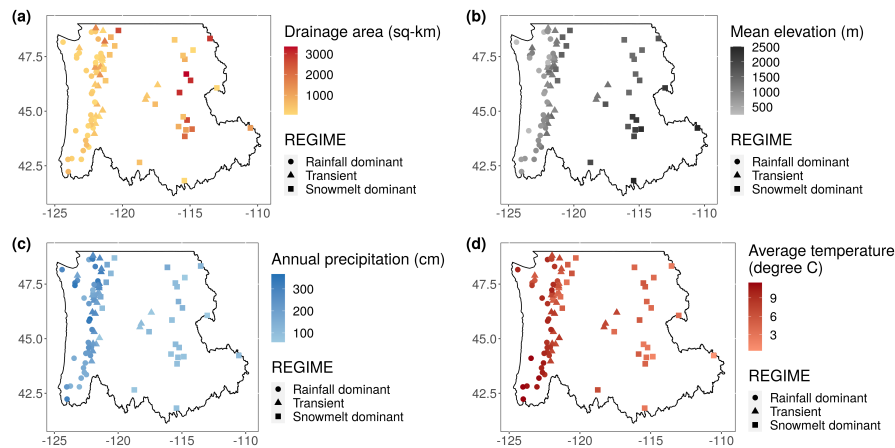 (a)
47.5
45.0
42.5
-125
-120
-115
-110
Drainage area (sq-km)
3000
2000
1000
REGIME
Rainfall dominant
Transient
Snowmelt dominant
(b)
47.5
45.0
42.5
-125
-120
-115
-110
Mean elevation (m)
2500
2000
1500
1000
500
REGIME
Rainfall dominant
Transient
Snowmelt dominant
(c)
47.5
45.0
42.5
-125
-120
-115
-110
Annual precipitation (cm)
300
200
100
REGIME
Rainfall dominant
Transient
Snowmelt dominant
(d)
47.5
45.0
42.5
-125
-120
-115
-110
Average temperature
(degree C)
9
6
3
REGIME
Rainfall dominant
Transient
Snowmelt dominant